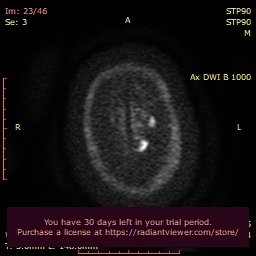 Im: 23/46
STP90
Se: 3
STP90
M
A
Ax DWI B 1000
R
L
You have 30 days left in your trial period.
Purchase a license at https://radiantviewer.com/store/